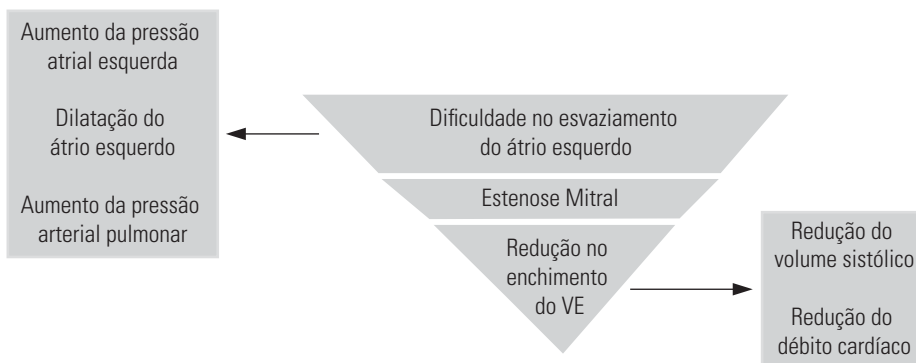 Aumento da pressão
atrial esquerda
Dilatação do
átrio esquerdo
Aumento da pressão
arterial pulmonar
Dificuldade no esvaziamento
do átrio esquerdo
Estenose Mitral
Redução no
enchimento
do VE
Redução do
volume sistólico
Redução do
débito cardíaco